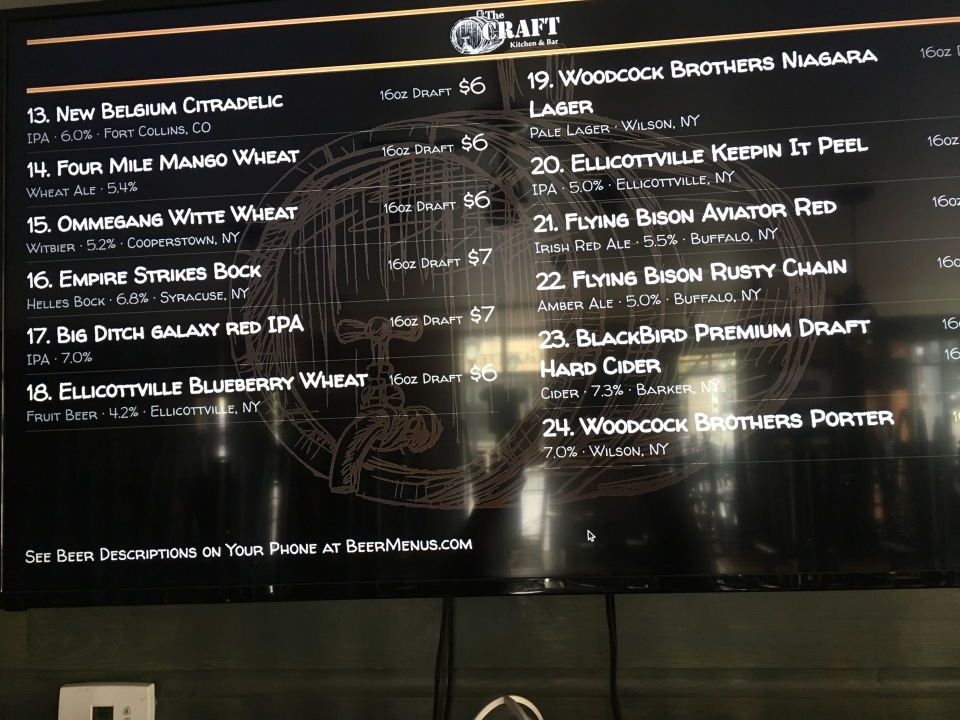 The
CRAFT
Kitchen & Bar
13. New Belgium Citradelic 16oz Draft $6
IPA · 6.0% · Fort Collins, CO
14. Four Mile Mango Wheat 16oz Draft $6
Wheat Ale · 5.4%
15. Ommegang Witte Wheat 16oz Draft $6
Witbier · 5.2% · Cooperstown, NY
16. Empire Strikes Bock 16oz Draft $7
Helles Bock · 6.8% · Syracuse, NY
17. Big Ditch galaxy red IPA 16oz Draft $7
IPA · 7.0%
18. Ellicottville Blueberry Wheat 16oz Draft $6
Fruit Beer · 4.2% · Ellicottville, NY
19. Woodcock Brothers Niagara 16oz
Lager
Pale Lager · Wilson, NY
20. Ellicottville Keepin It Peel 16oz
IPA · 5.0% · Ellicottville, NY
21. Flying Bison Aviator Red 16oz
Irish Red Ale · 5.5% · Buffalo, NY
22. Flying Bison Rusty Chain
Amber Ale · 5.0% · Buffalo, NY
23. BlackBird Premium Draft
Hard Cider
Cider · 7.3% · Barker, NY
24. Woodcock Brothers Porter
7.0% · Wilson, NY
See Beer Descriptions on Your Phone at BeerMenus.com